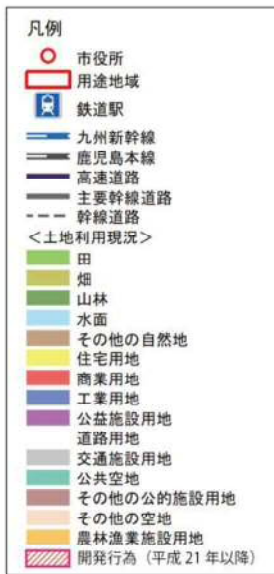 凡例
市役所
用途地域
鉄道駅
九州新幹線
鹿児島本線
高速道路
主要幹線道路
幹線道路
<土地利用現況>
田
畑
山林
水面
その他の自然地
住宅用地
商業用地
工業用地
公益施設用地
道路用地
交通施設用地
公共空地
その他の公的施設用地
その他の空地
農林漁業施設用地
開発行為（平成21年以降）